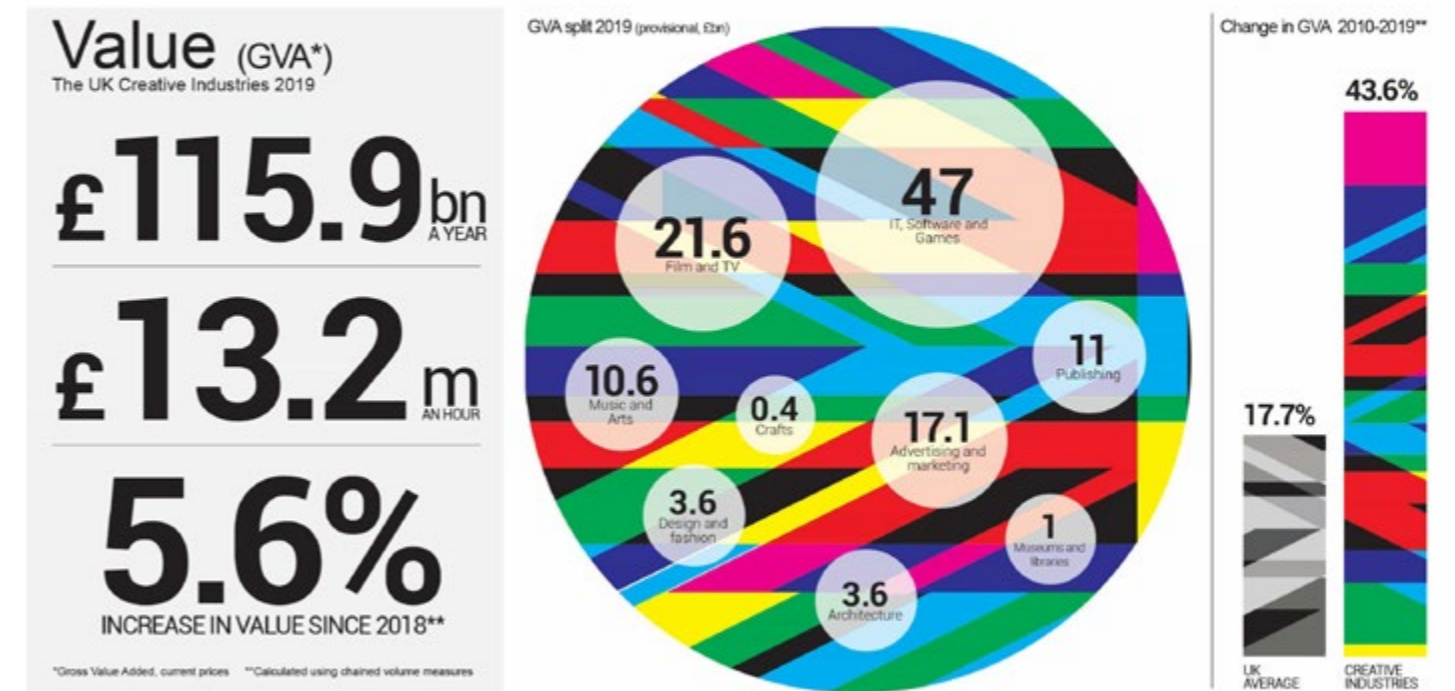 Value (GVA*)
The UK Creative Industries 2019
£115.9bn
A YEAR
£13.2m
AN HOUR
5.6%
INCREASE IN VALUE SINCE 2018**
*Gross Value Added, current prices **Calculated using chained volume measures
GVA split 2019 (provisional, £bn)
47
IT, Software and
Games
21.6
Film and TV
11
Publishing
10.6
Music and
Arts
0.4
Crafts
17.1
Advertising and
marketing
3.6
Design and
fashion
1
Museums and
libraries
3.6
Architecture
Change in GVA 2010-2019**
43.6%
17.7%
UK
AVERAGE
CREATIVE
INDUSTRIES